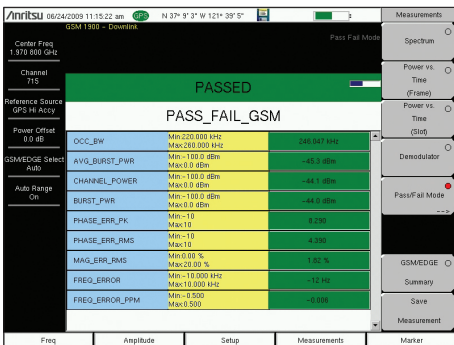 Anritsu 06/24/2009 11:15:22 am GPS N 37° 9' 3" W 121° 39' 5"
Measurements
GSM 1900 - Downlink
Pass Fail Mode
Center Freq
1.970 800 GHz
Channel
715
Reference Source
GPS Hi Accy
Power Offset
0.0 dB
GSM/EDGE Select
Auto
Auto Range
On
PASSED
PASS_FAIL_GSM
OCC_BW Min:220.000 kHz Max:260.000 kHz 246.047 kHz
AVG_BURST_PWR Min:-100.0 dBm Max:0.0 dBm -45.3 dBm
CHANNEL_POWER Min:-100.0 dBm Max:0.0 dBm -44.1 dBm
BURST_PWR Min:-100.0 dBm Max:0.0 dBm -44.0 dBm
PHASE_ERR_PK Min:-10 Max:10 8.290
PHASE_ERR_RMS Min:-10 Max:10 4.390
MAG_ERR_RMS Min:0.00 % Max:20.00 % 1.82 %
FREQ_ERROR Min:-10.000 kHz Max:10.000 kHz -12 Hz
FREQ_ERROR_PPM Min:-0.500 Max:0.500 -0.006
Spectrum
Power vs.
Time
(Frame)
Power vs.
Time
(Slot)
Demodulator
Pass/Fail Mode
-->
GSM/EDGE
Summary
Save
Measurement
Freq Amplitude Setup Measurements Marker